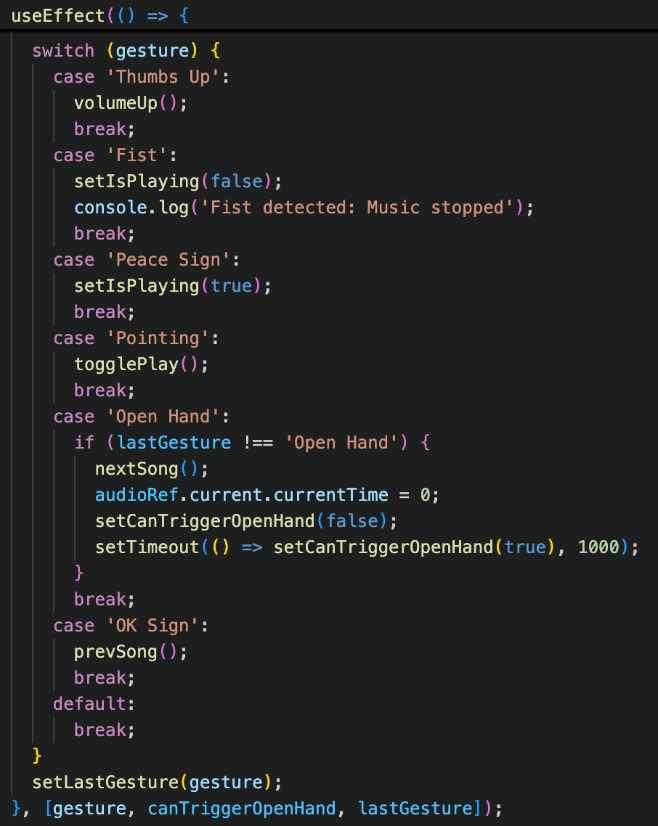 useEffect(() => {
switch (gesture) {
case 'Thumbs Up':
volumeUp();
break;
case 'Fist':
setIsPlaying(false);
console.log('Fist detected: Music stopped');
break;
case 'Peace Sign':
setIsPlaying(true);
break;
case 'Pointing':
togglePlay();
break;
case 'Open Hand':
if (lastGesture !== 'Open Hand') {
nextSong();
audioRef.current.currentTime = 0;
setCanTriggerOpenHand(false);
setTimeout(() => setCanTriggerOpenHand(true), 1000);
}
break;
case 'OK Sign':
prevSong();
break;
default:
break;
}
setLastGesture(gesture);
}, [gesture, canTriggerOpenHand, lastGesture]);